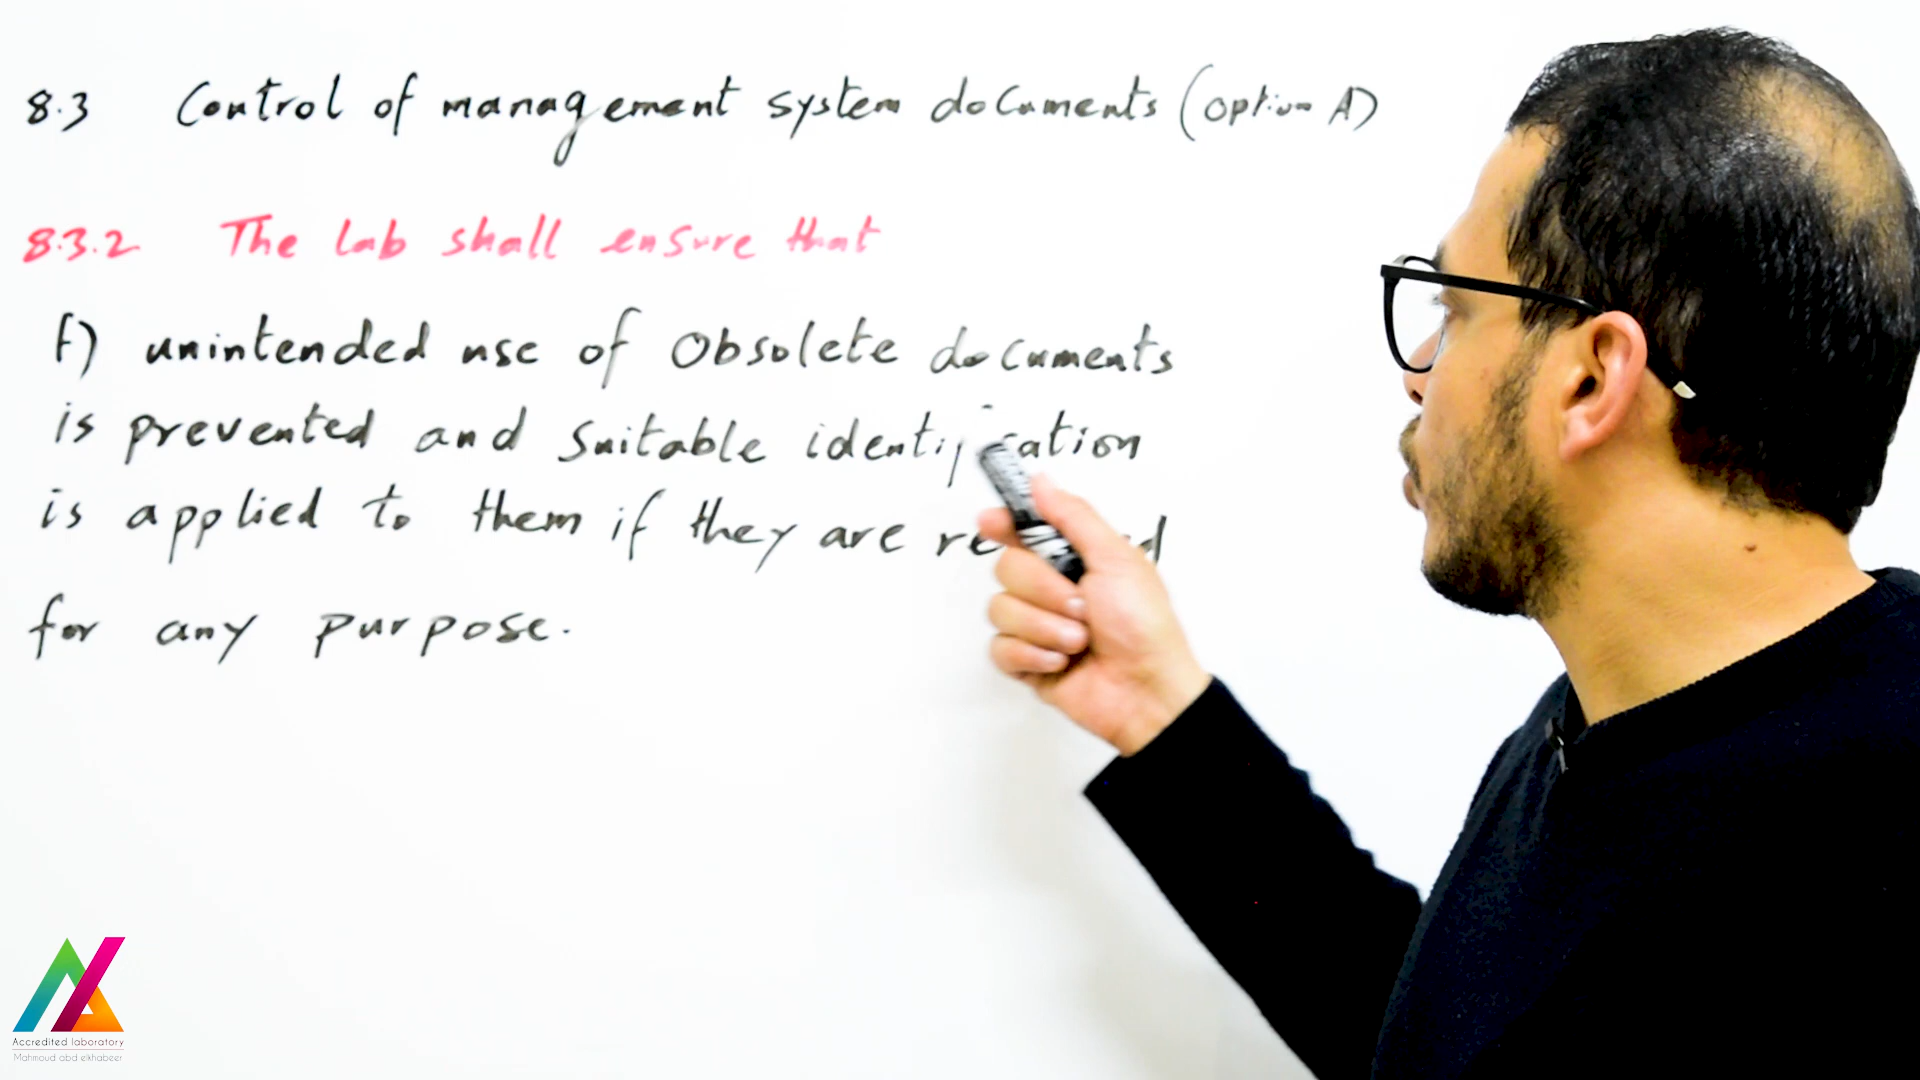 8.3 Control of management system documents (option A)
8.3.2 The lab shall ensure that
f) unintended use of Obsolete documents
is prevented and Suitable
is applied to them if they are
for any purpose.
Accredited laboratory
Mahmoud abd elkhabeer